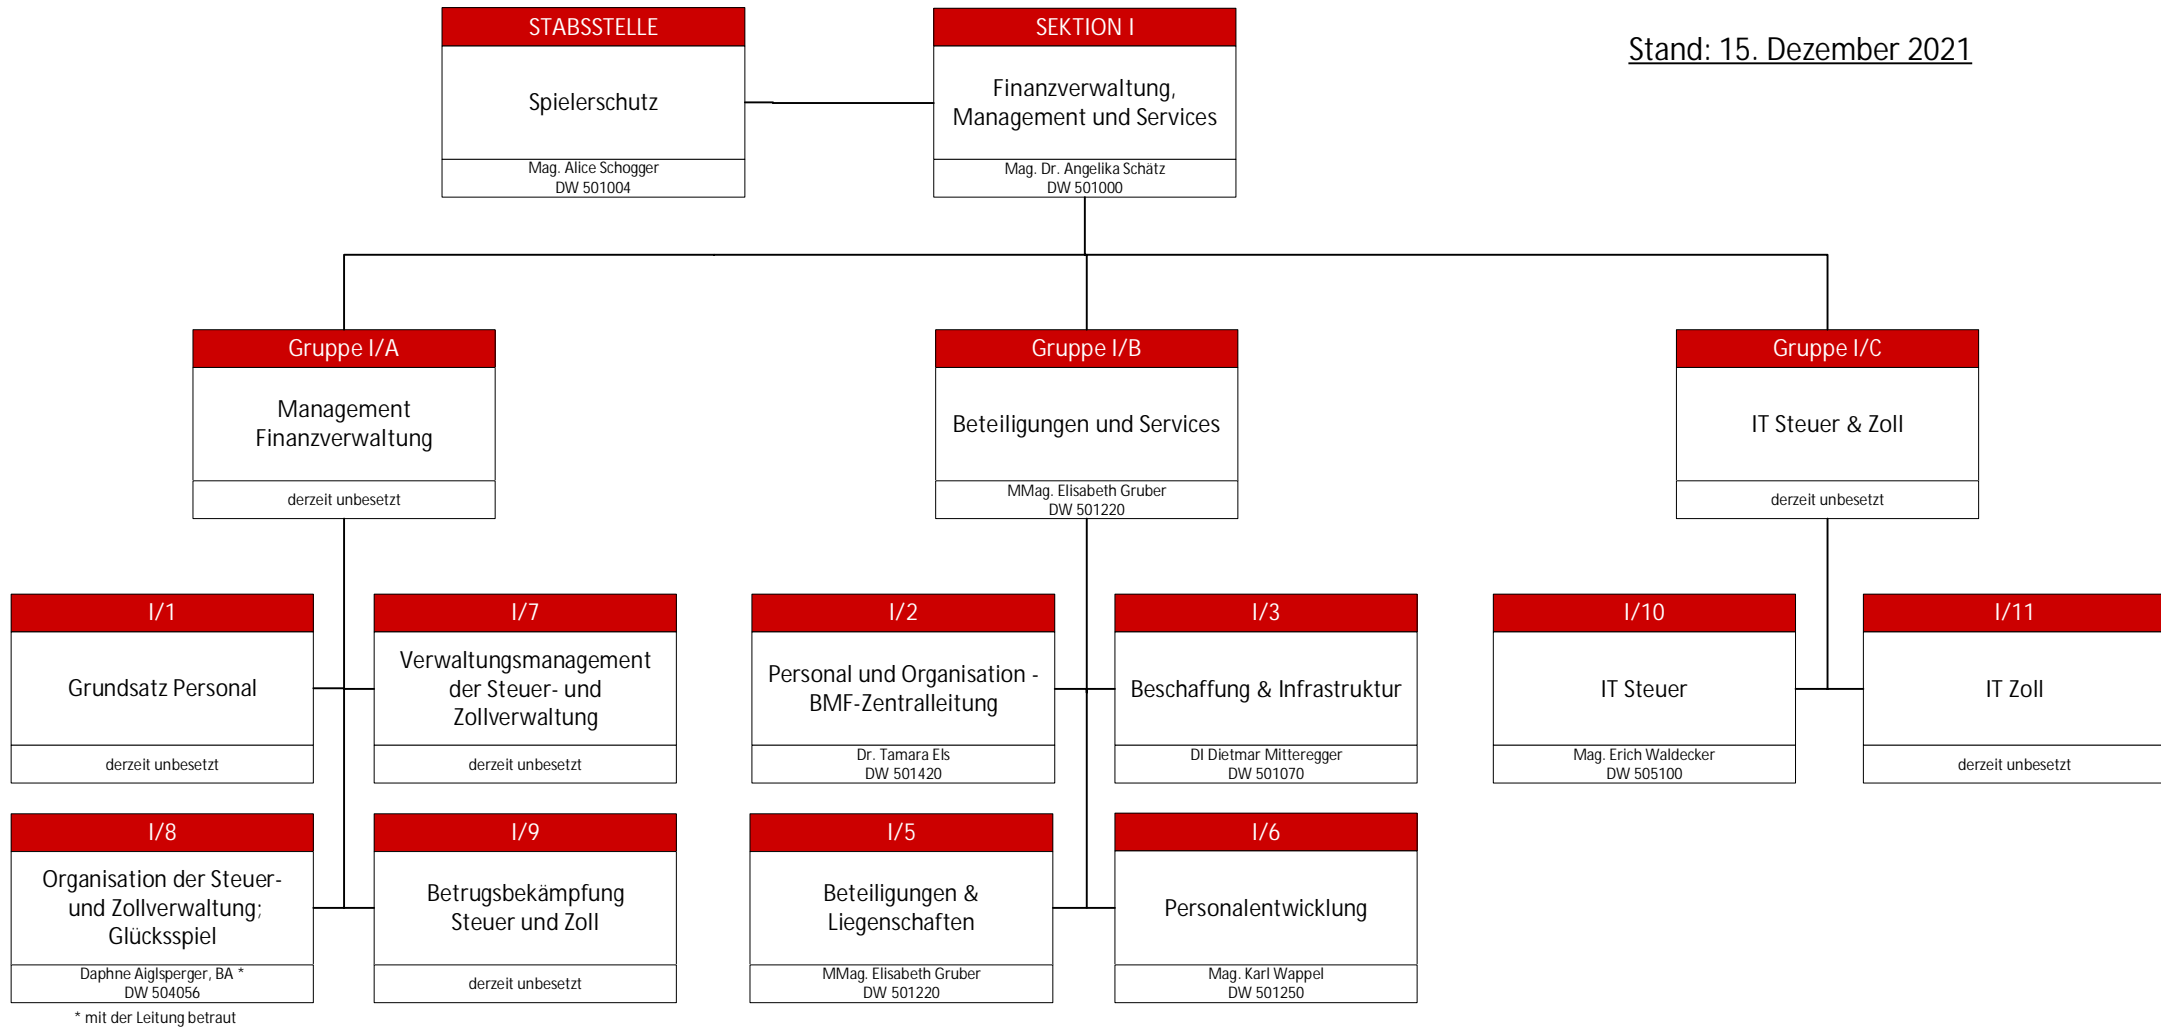 STABSSTELLE
Spielerschutz
Mag. Alice Schogger
DW 501004
SEKTION I
Finanzverwaltung,
Management und Services
Mag. Dr. Angelika Schätz
DW 501000
Stand: 15. Dezember 2021
Gruppe I/A
Management
Finanzverwaltung
derzeit unbesetzt
Gruppe I/B
Beteiligungen und Services
MMag. Elisabeth Gruber
DW 501220
Gruppe I/C
IT Steuer & Zoll
derzeit unbesetzt
I/1
Grundsatz Personal
derzeit unbesetzt
I/7
Verwaltungsmanagement
der Steuer- und
Zollverwaltung
derzeit unbesetzt
I/2
Personal und Organisation -
BMF-Zentralleitung
Dr. Tamara Els
DW 501420
I/3
Beschaffung & Infrastruktur
DI Dietmar Mitteregger
DW 501070
I/10
IT Steuer
Mag. Erich Waldecker
DW 505100
I/11
IT Zoll
derzeit unbesetzt
I/8
Organisation der Steuer-
und Zollverwaltung;
Glücksspiel
Daphne Aiglsperger, BA *
DW 504056
* mit der Leitung betraut
I/9
Betrugsbekämpfung
Steuer und Zoll
derzeit unbesetzt
I/5
Beteiligungen &
Liegenschaften
MMag. Elisabeth Gruber
DW 501220
I/6
Personalentwicklung
Mag. Karl Wappel
DW 501250